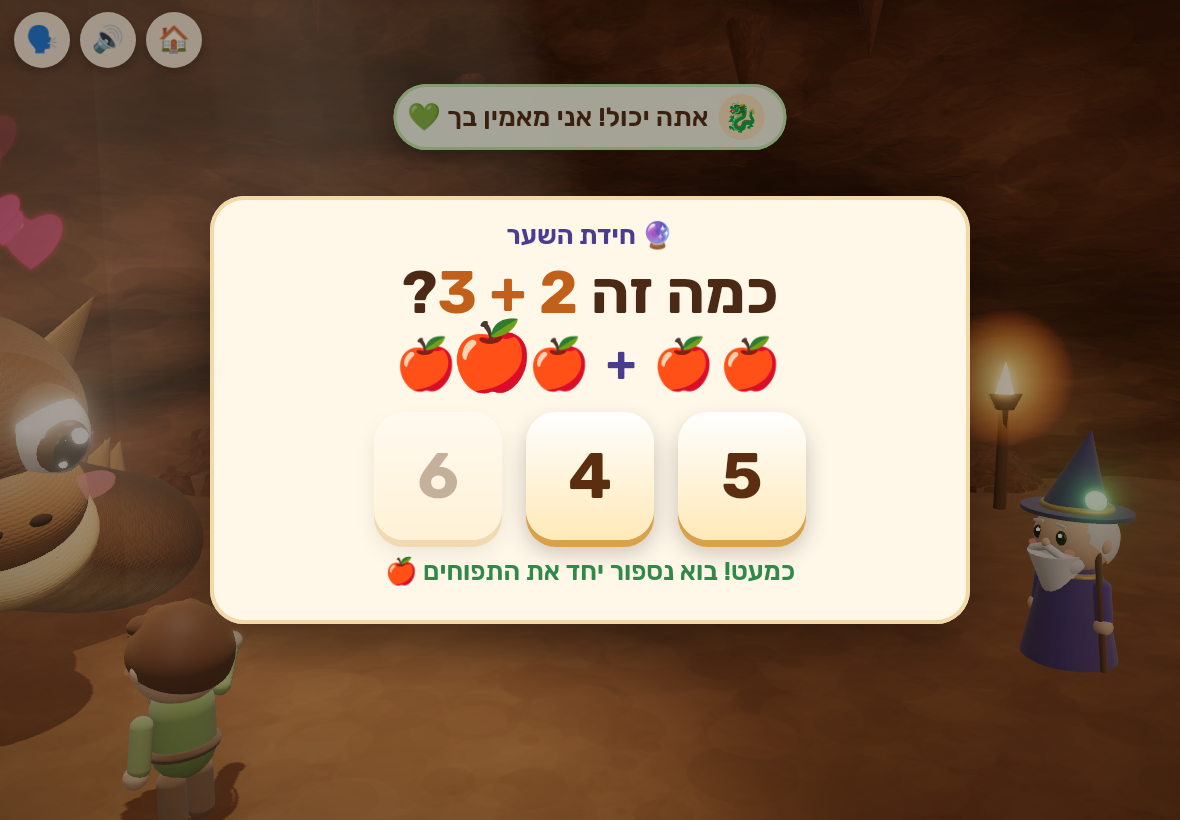 אתה יכול! אני מאמין בך 💚
🔮 חידת השער
כמה זה 2 + 3?
+
5 4 6
כמעט! בוא נספור יחד את התפוחים 🍎